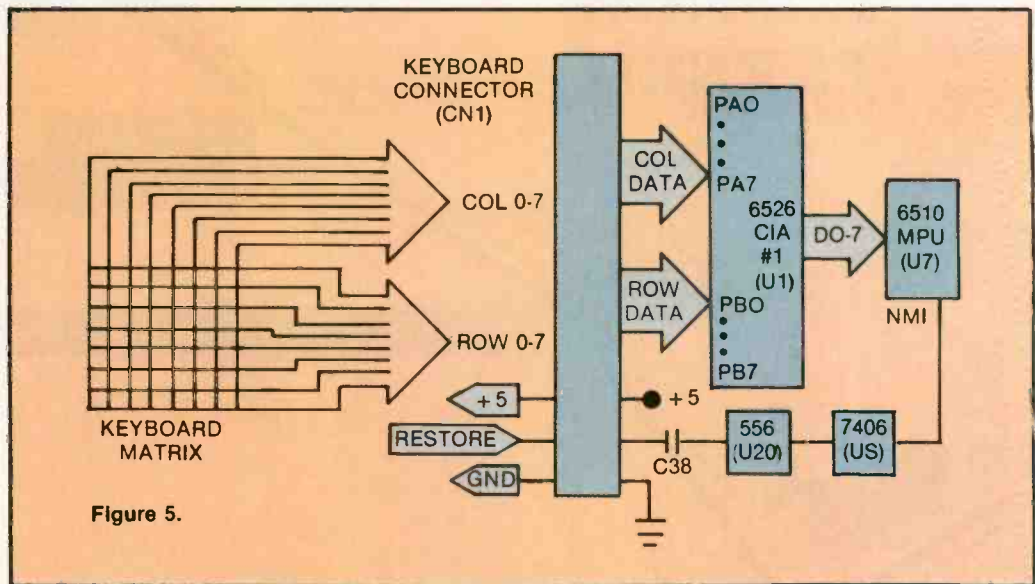 KEYBOARD
CONNECTOR
(CN1)
COL 0-7
ROW 0-7
KEYBOARD
MATRIX
+5
RESTORE
GND
COL
DATA
ROW
DATA
+5
C38
PA0
PA7
6526
CIA
#1
(U1)
PB0
PB7
DO-7
6510
MPU
(U7)
NMI
556
(U20)
7406
(US)
Figure 5.